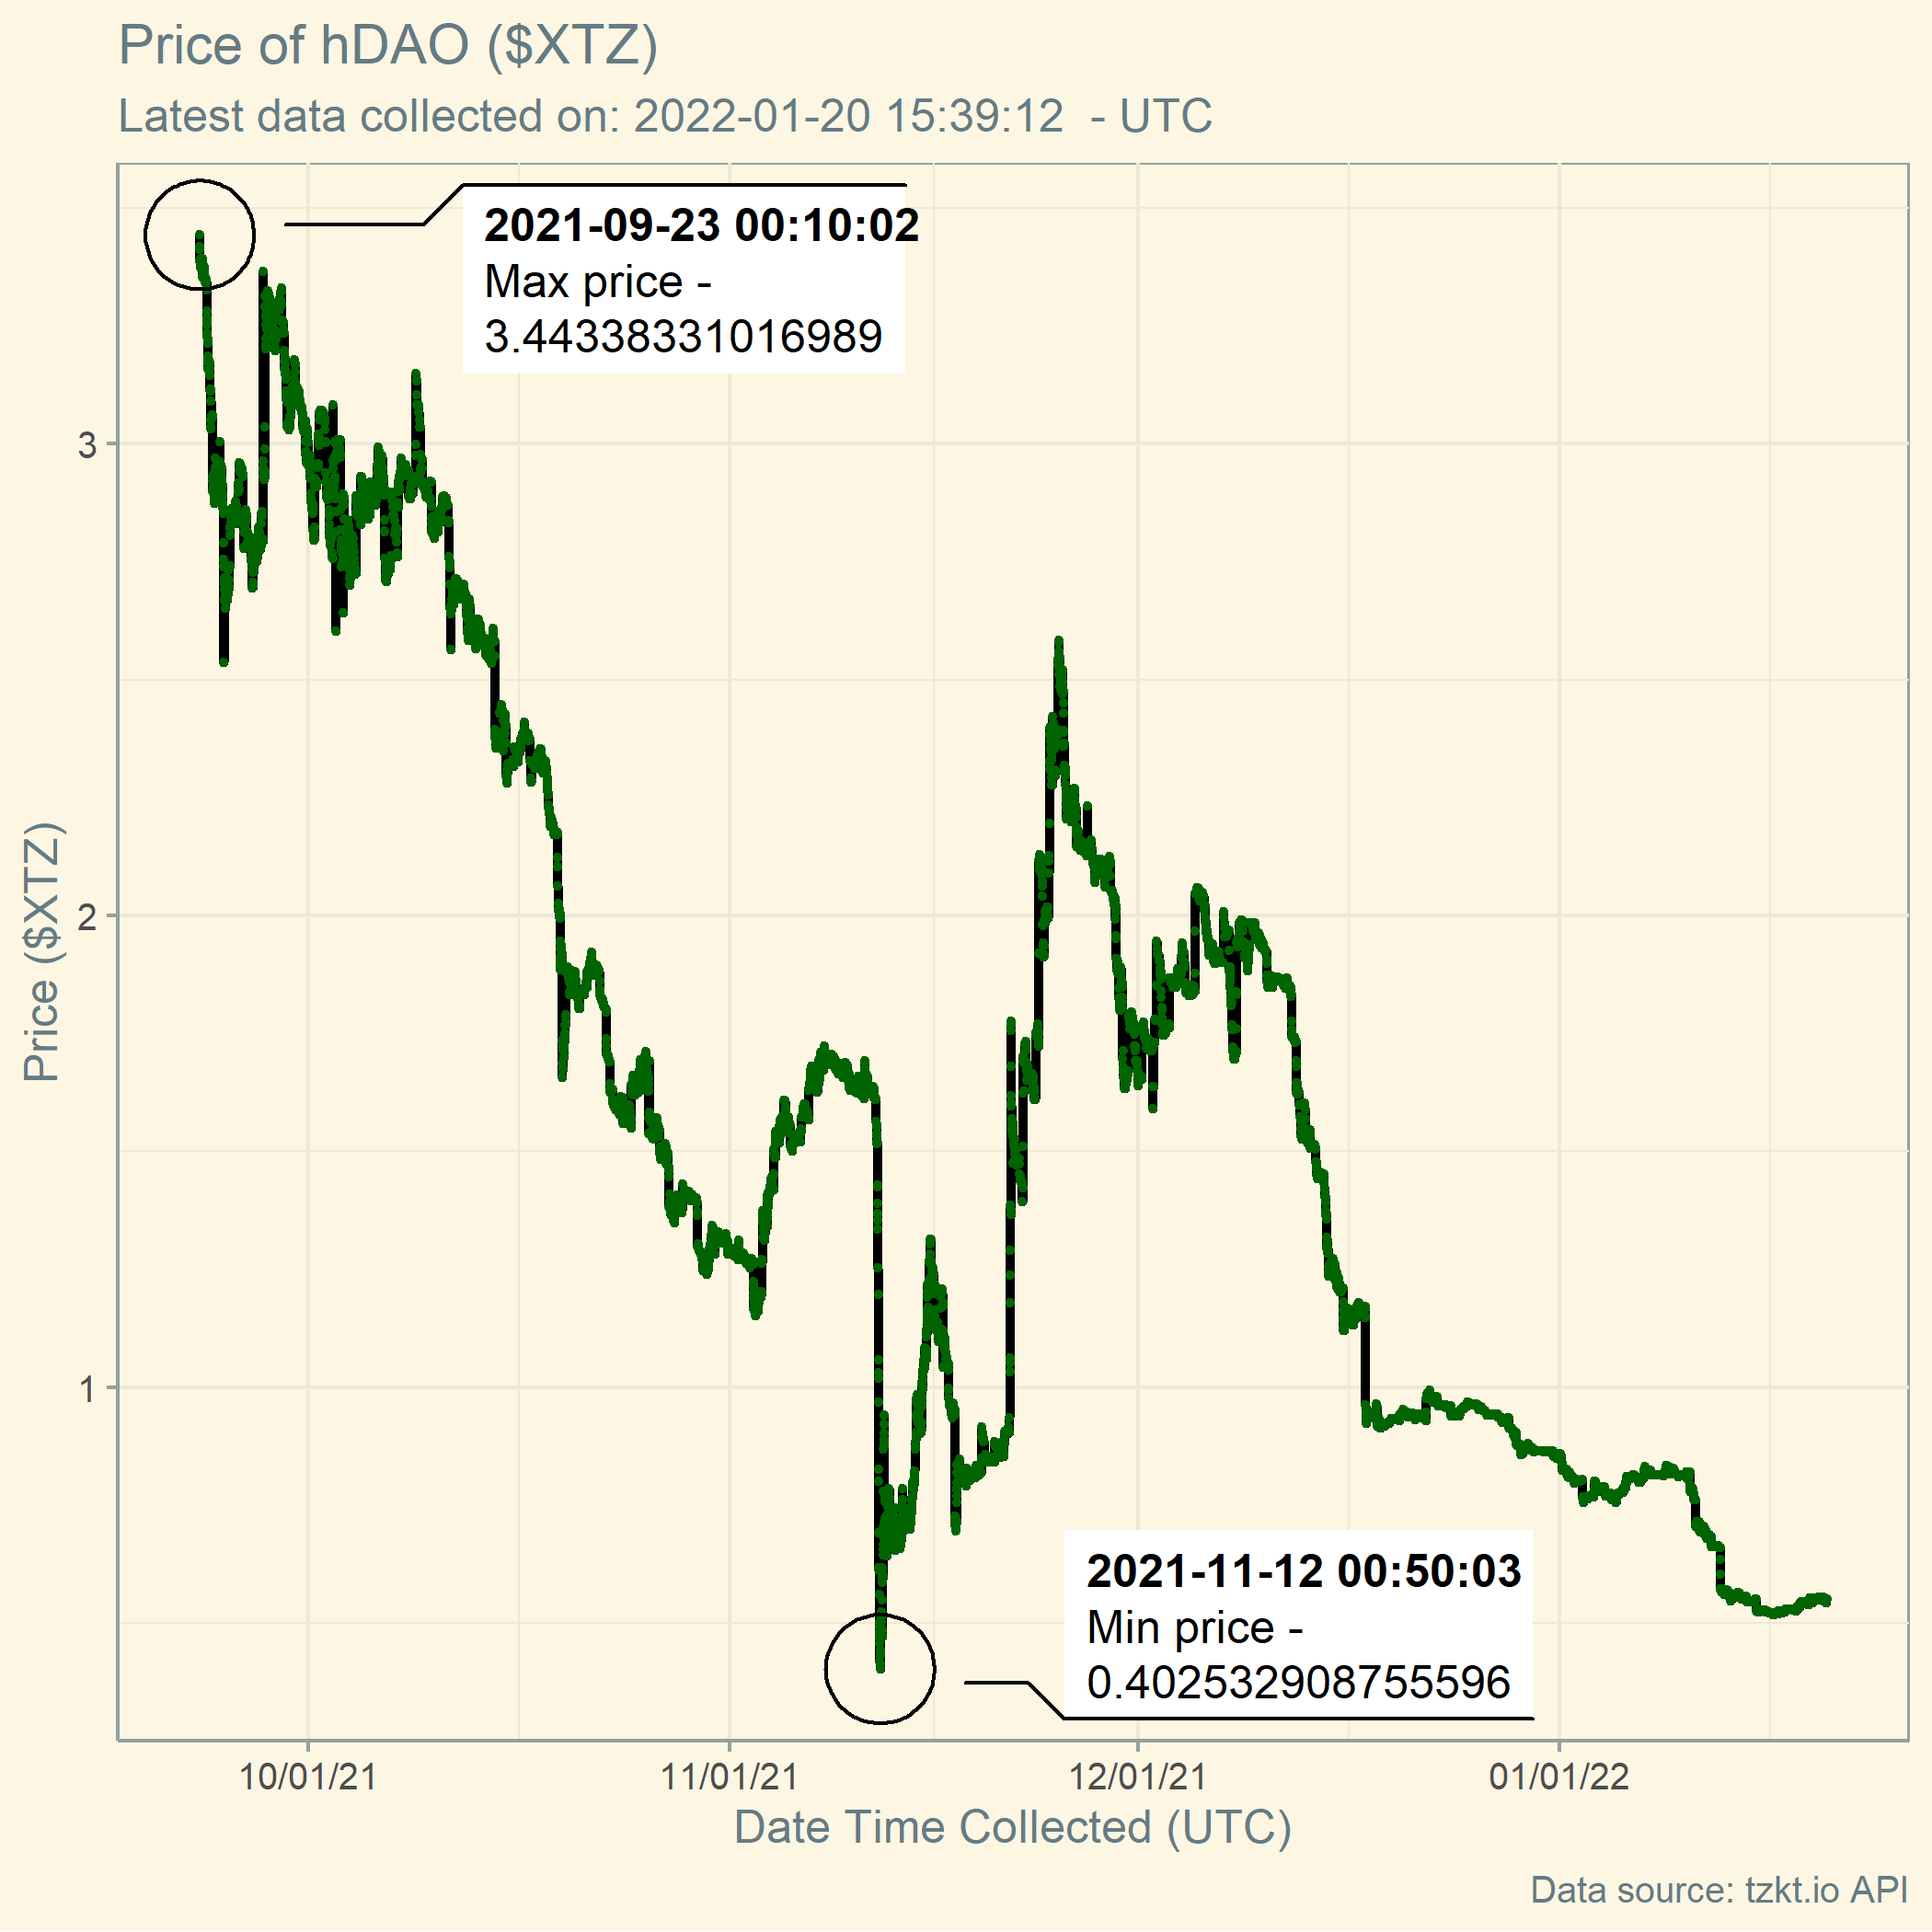 Price of hDAO ($XTZ)
Latest data collected on: 2022-01-20 15:39:12  - UTC
2021-09-23 00:10:02
Max price -
3.44338331016989
3
2
1
Price ($XTZ)
2021-11-12 00:50:03
Min price -
0.402532908755596
10/01/21
11/01/21
12/01/21
01/01/22
Date Time Collected (UTC)
Data source: tzkt.io API